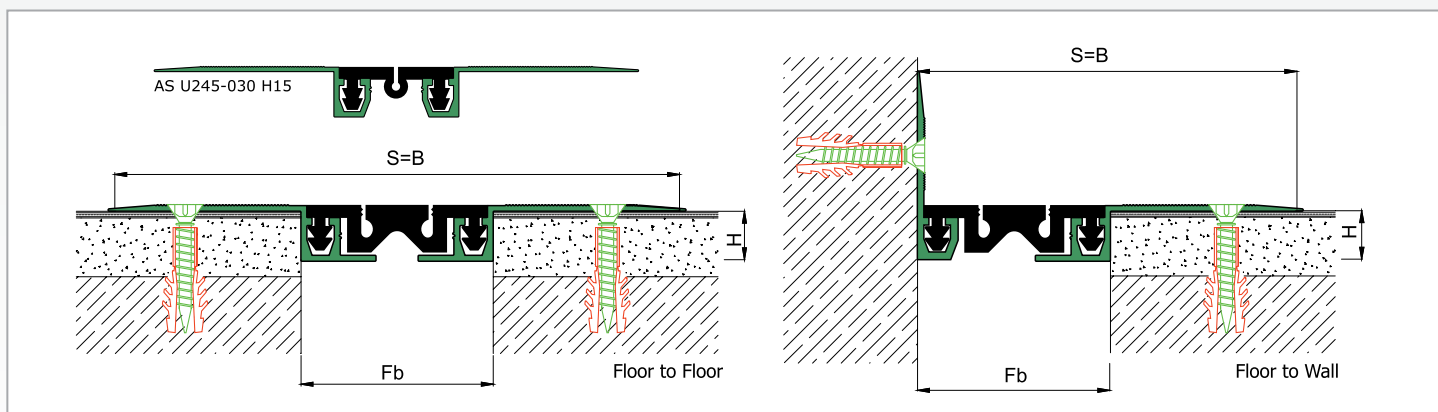 AS U245-030 H15
S=B
H
Fb
Floor to Floor
S=B
H
Fb
Floor to Wall